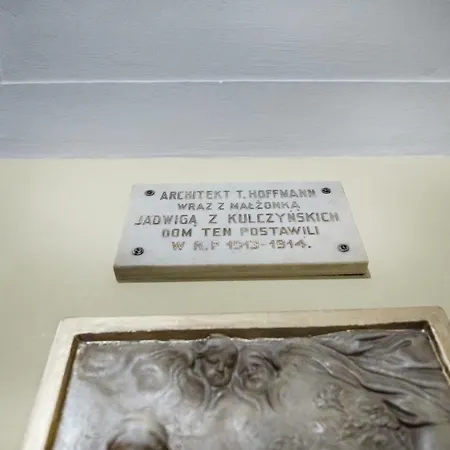 ARCHITEKT T. HOFFMANN
WRAZ Z MAŁŻONKĄ
JADWIGĄ Z KULCZYŃSKICH
DOM TEN POSTAWILI
W R.P 1913-1914.